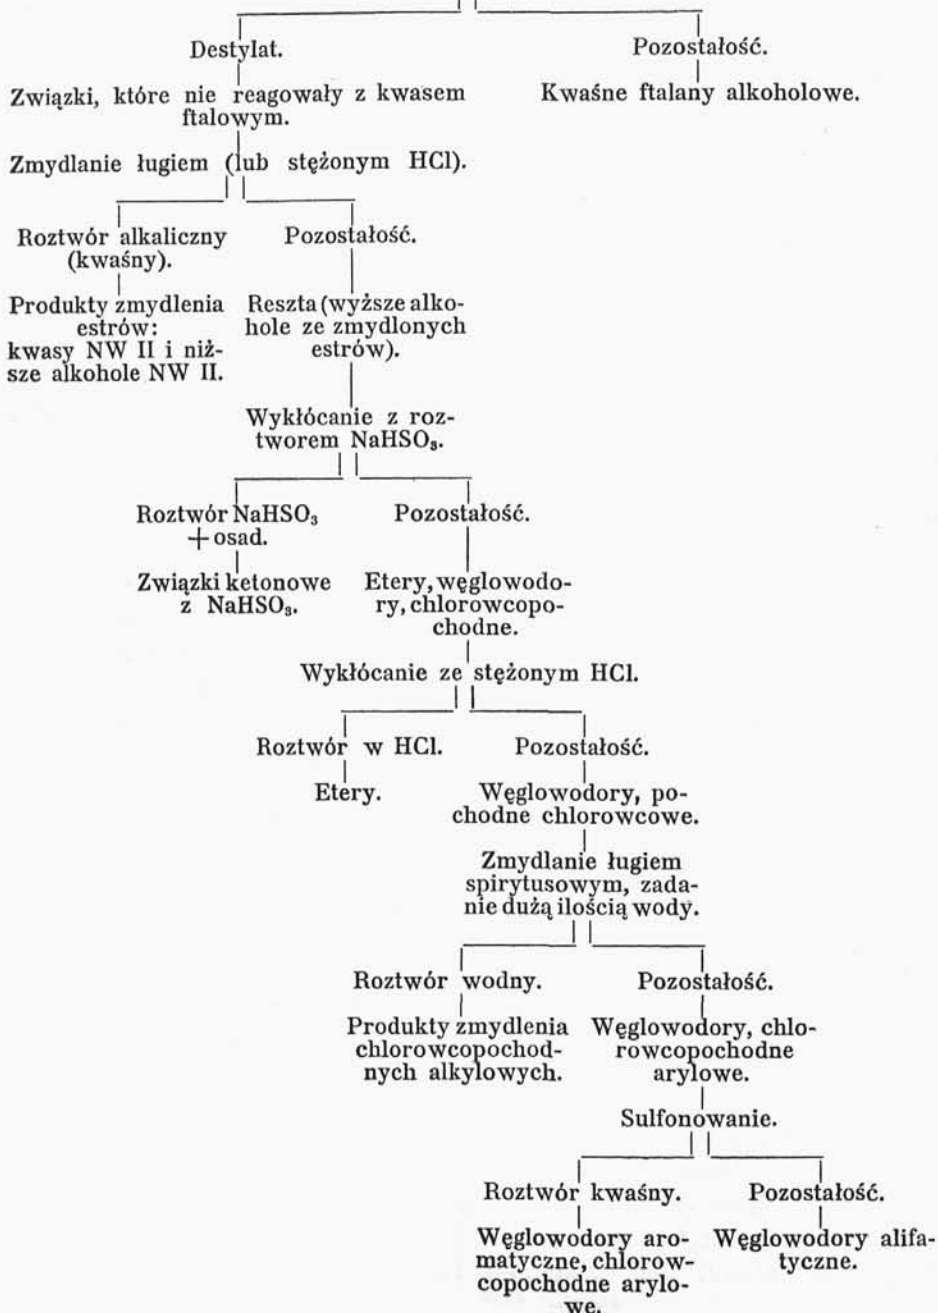 Destylat.
Pozostałość.
Związki, które nie reagowały z kwasem
ftalowym.
Kwaśne ftalany alkoholowe.
Zmydlanie ługiem (lub stężonym HCl).
Roztwór alkaliczny
(kwaśny).
Pozostałość.
Produkty zmydlenia
estrów:
kwasy NW II i niż-
sze alkohole NW II.
Reszta (wyższe alko-
hole ze zmydlonych
estrów).
Wykłócanie z roz-
tworem NaHSO₃.
Roztwór NaHSO₃
+ osad.
Pozostałość.
Związki ketonowe
z NaHSO₃.
Etery, węglowodo-
ry, chlorowcopo-
chodne.
Wykłócanie ze stężonym HCl.
Roztwór w HCl.
Pozostałość.
Etery.
Węglowodory, po-
chodne chlorowcowe.
Zmydlanie ługiem
spirytusowym, zada-
nie dużą ilością wody.
Roztwór wodny.
Pozostałość.
Produkty zmydlenia
chlorowcopochod-
nych alkylowych.
Węglowodory, chlo-
rowcopochodne
arylowe.
Sulfonowanie.
Roztwór kwaśny.
Pozostałość.
Węglowodory aro-
matyczne, chlorow-
copochodne arylo-
we.
Węglowodory alifa-
tyczne.